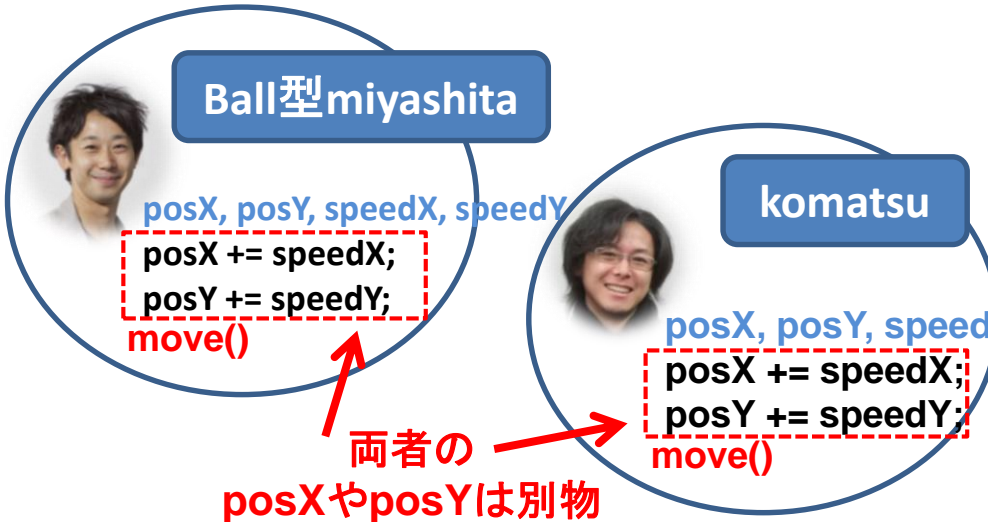 Ball型miyashita
posX, posY, speedX, speedY
posX += speedX;
posY += speedY;
move()
komatsu
posX, posY, speed
posX += speedX;
posY += speedY;
move()
両者の
posXやposYは別物